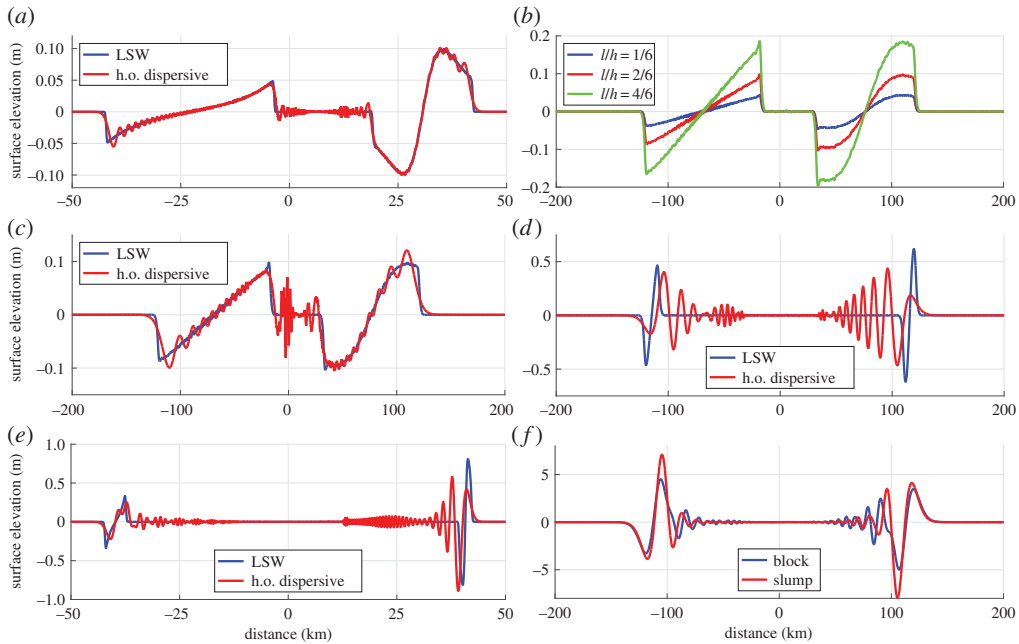 (a)
(b)
surface elevation (m)
0.10
0.05
0
−0.05
−0.10
LSW
h.o. dispersive
−50
−25
0
25
50
0.2
0.1
0
−0.1
0.2
l/h = 1/6
l/h = 2/6
l/h = 4/6
−200
−100
0
100
200
(c)
(d)
surface elevation (m)
0.1
0
−0.1
LSW
h.o. dispersive
−200
−100
0
100
200
0.5
0
−0.5
LSW
h.o. dispersive
−200
−100
0
100
200
(e)
(f)
surface elevation (m)
1.0
0.5
0
−0.5
−1.0
LSW
h.o. dispersive
−50
−25
0
25
50
distance (km)
5
0
−5
block
slump
−200
−100
0
100
200
distance (km)